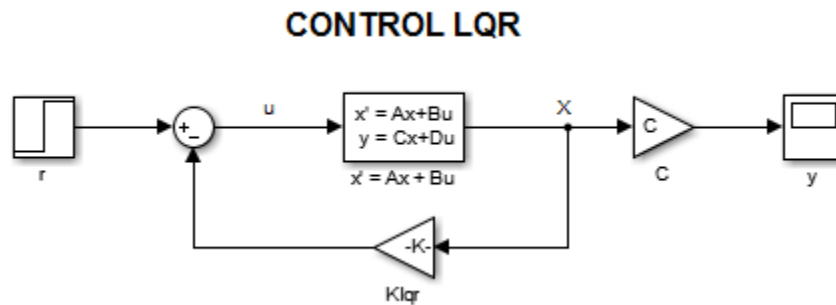 CONTROL LQR
r
+
-
u
x' = Ax+Bu
y = Cx+Du
x' = Ax + Bu
X
C
C
y
-K-
Klqr